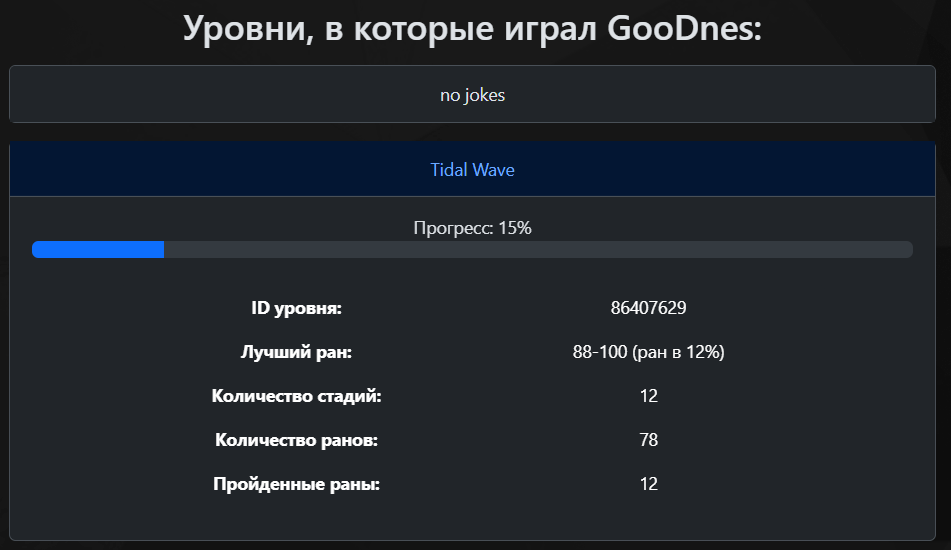 Уровни, в которые играл GooDnes:
no jokes
Tidal Wave
Прогресс: 15%
ID уровня: 86407629
Лучший ран: 88-100 (ран в 12%)
Количество стадий: 12
Количество ранов: 78
Пройденные раны: 12